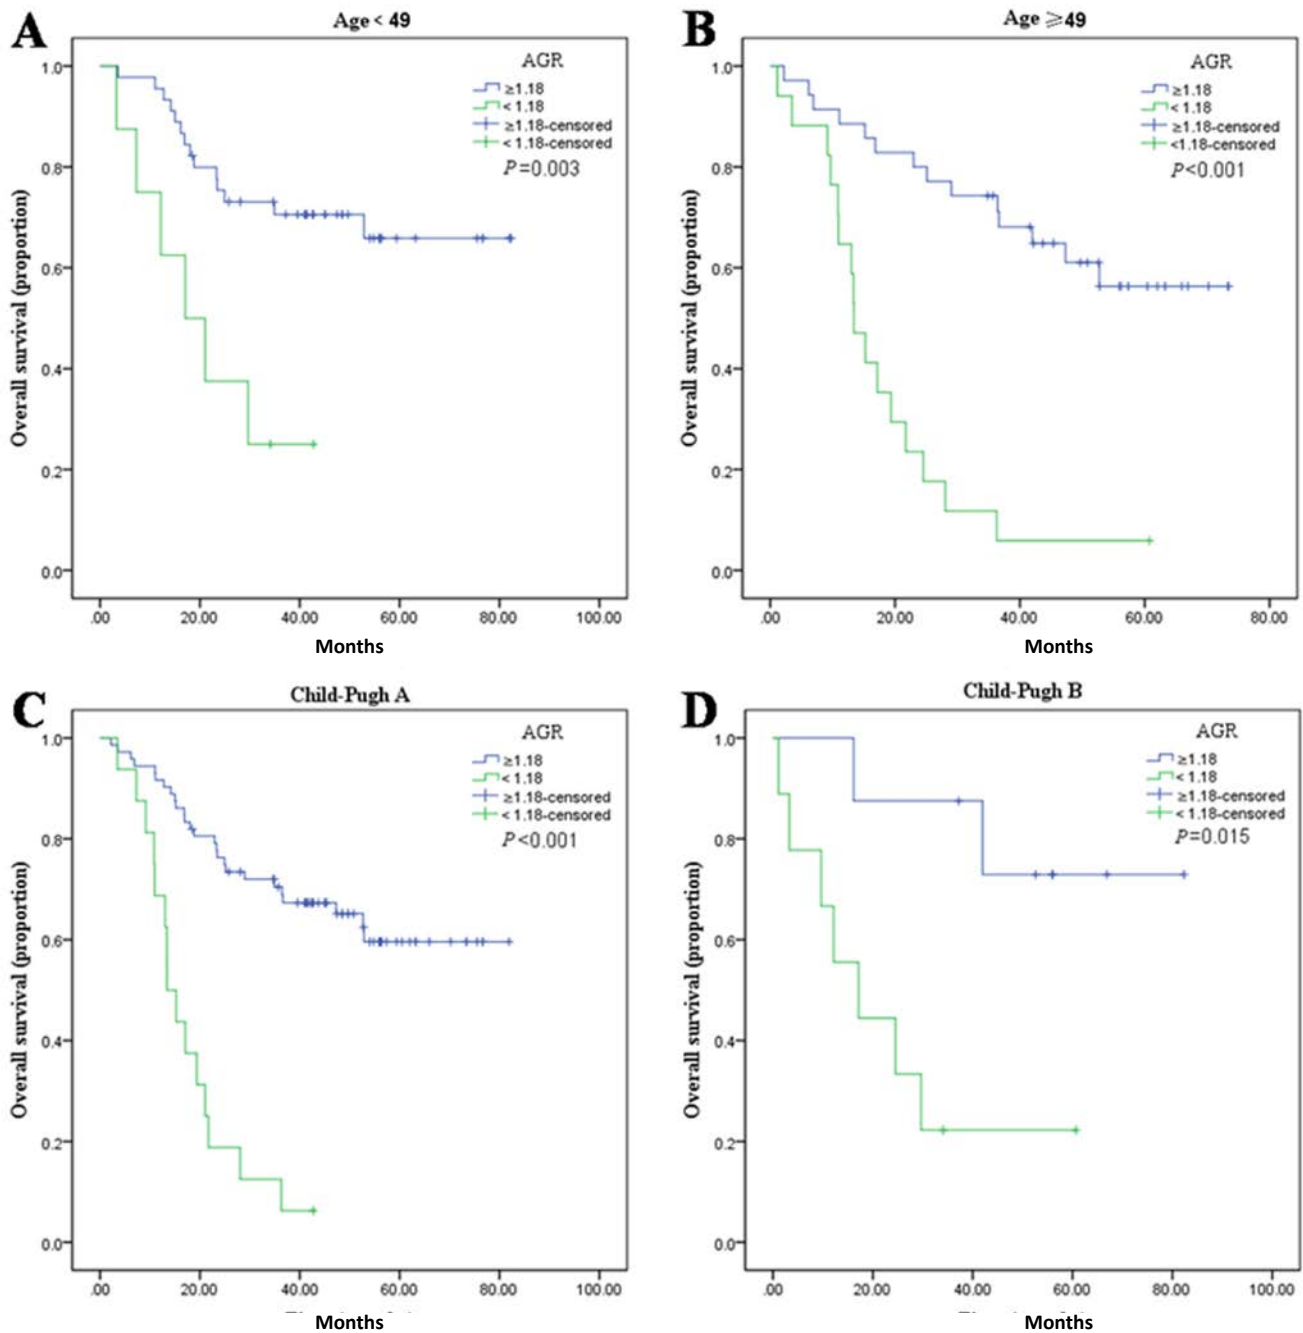 A
Age < 49
AGR
≥1.18
< 1.18
≥1.18-censored
< 1.18-censored
P=0.003
Overall survival (proportion)
1.0
0.8
0.6
0.4
0.2
0.0
.00 20.00 40.00 60.00 80.00 100.00
Months
B
Age ⩾49
AGR
≥1.18
< 1.18
≥1.18-censored
<1.18-censored
P<0.001
Overall survival (proportion)
1.0
0.8
0.6
0.4
0.2
0.0
.00 20.00 40.00 60.00 80.00
Months
C
Child-Pugh A
AGR
≥1.18
< 1.18
≥1.18-censored
< 1.18-censored
P<0.001
Overall survival (proportion)
1.0
0.8
0.6
0.4
0.2
0.0
.00 20.00 40.00 60.00 80.00 100.00
Months
D
Child-Pugh B
AGR
≥1.18
< 1.18
≥1.18-censored
< 1.18-censored
P=0.015
Overall survival (proportion)
1.0
0.8
0.6
0.4
0.2
0.0
.00 20.00 40.00 60.00 80.00 100.00
Months